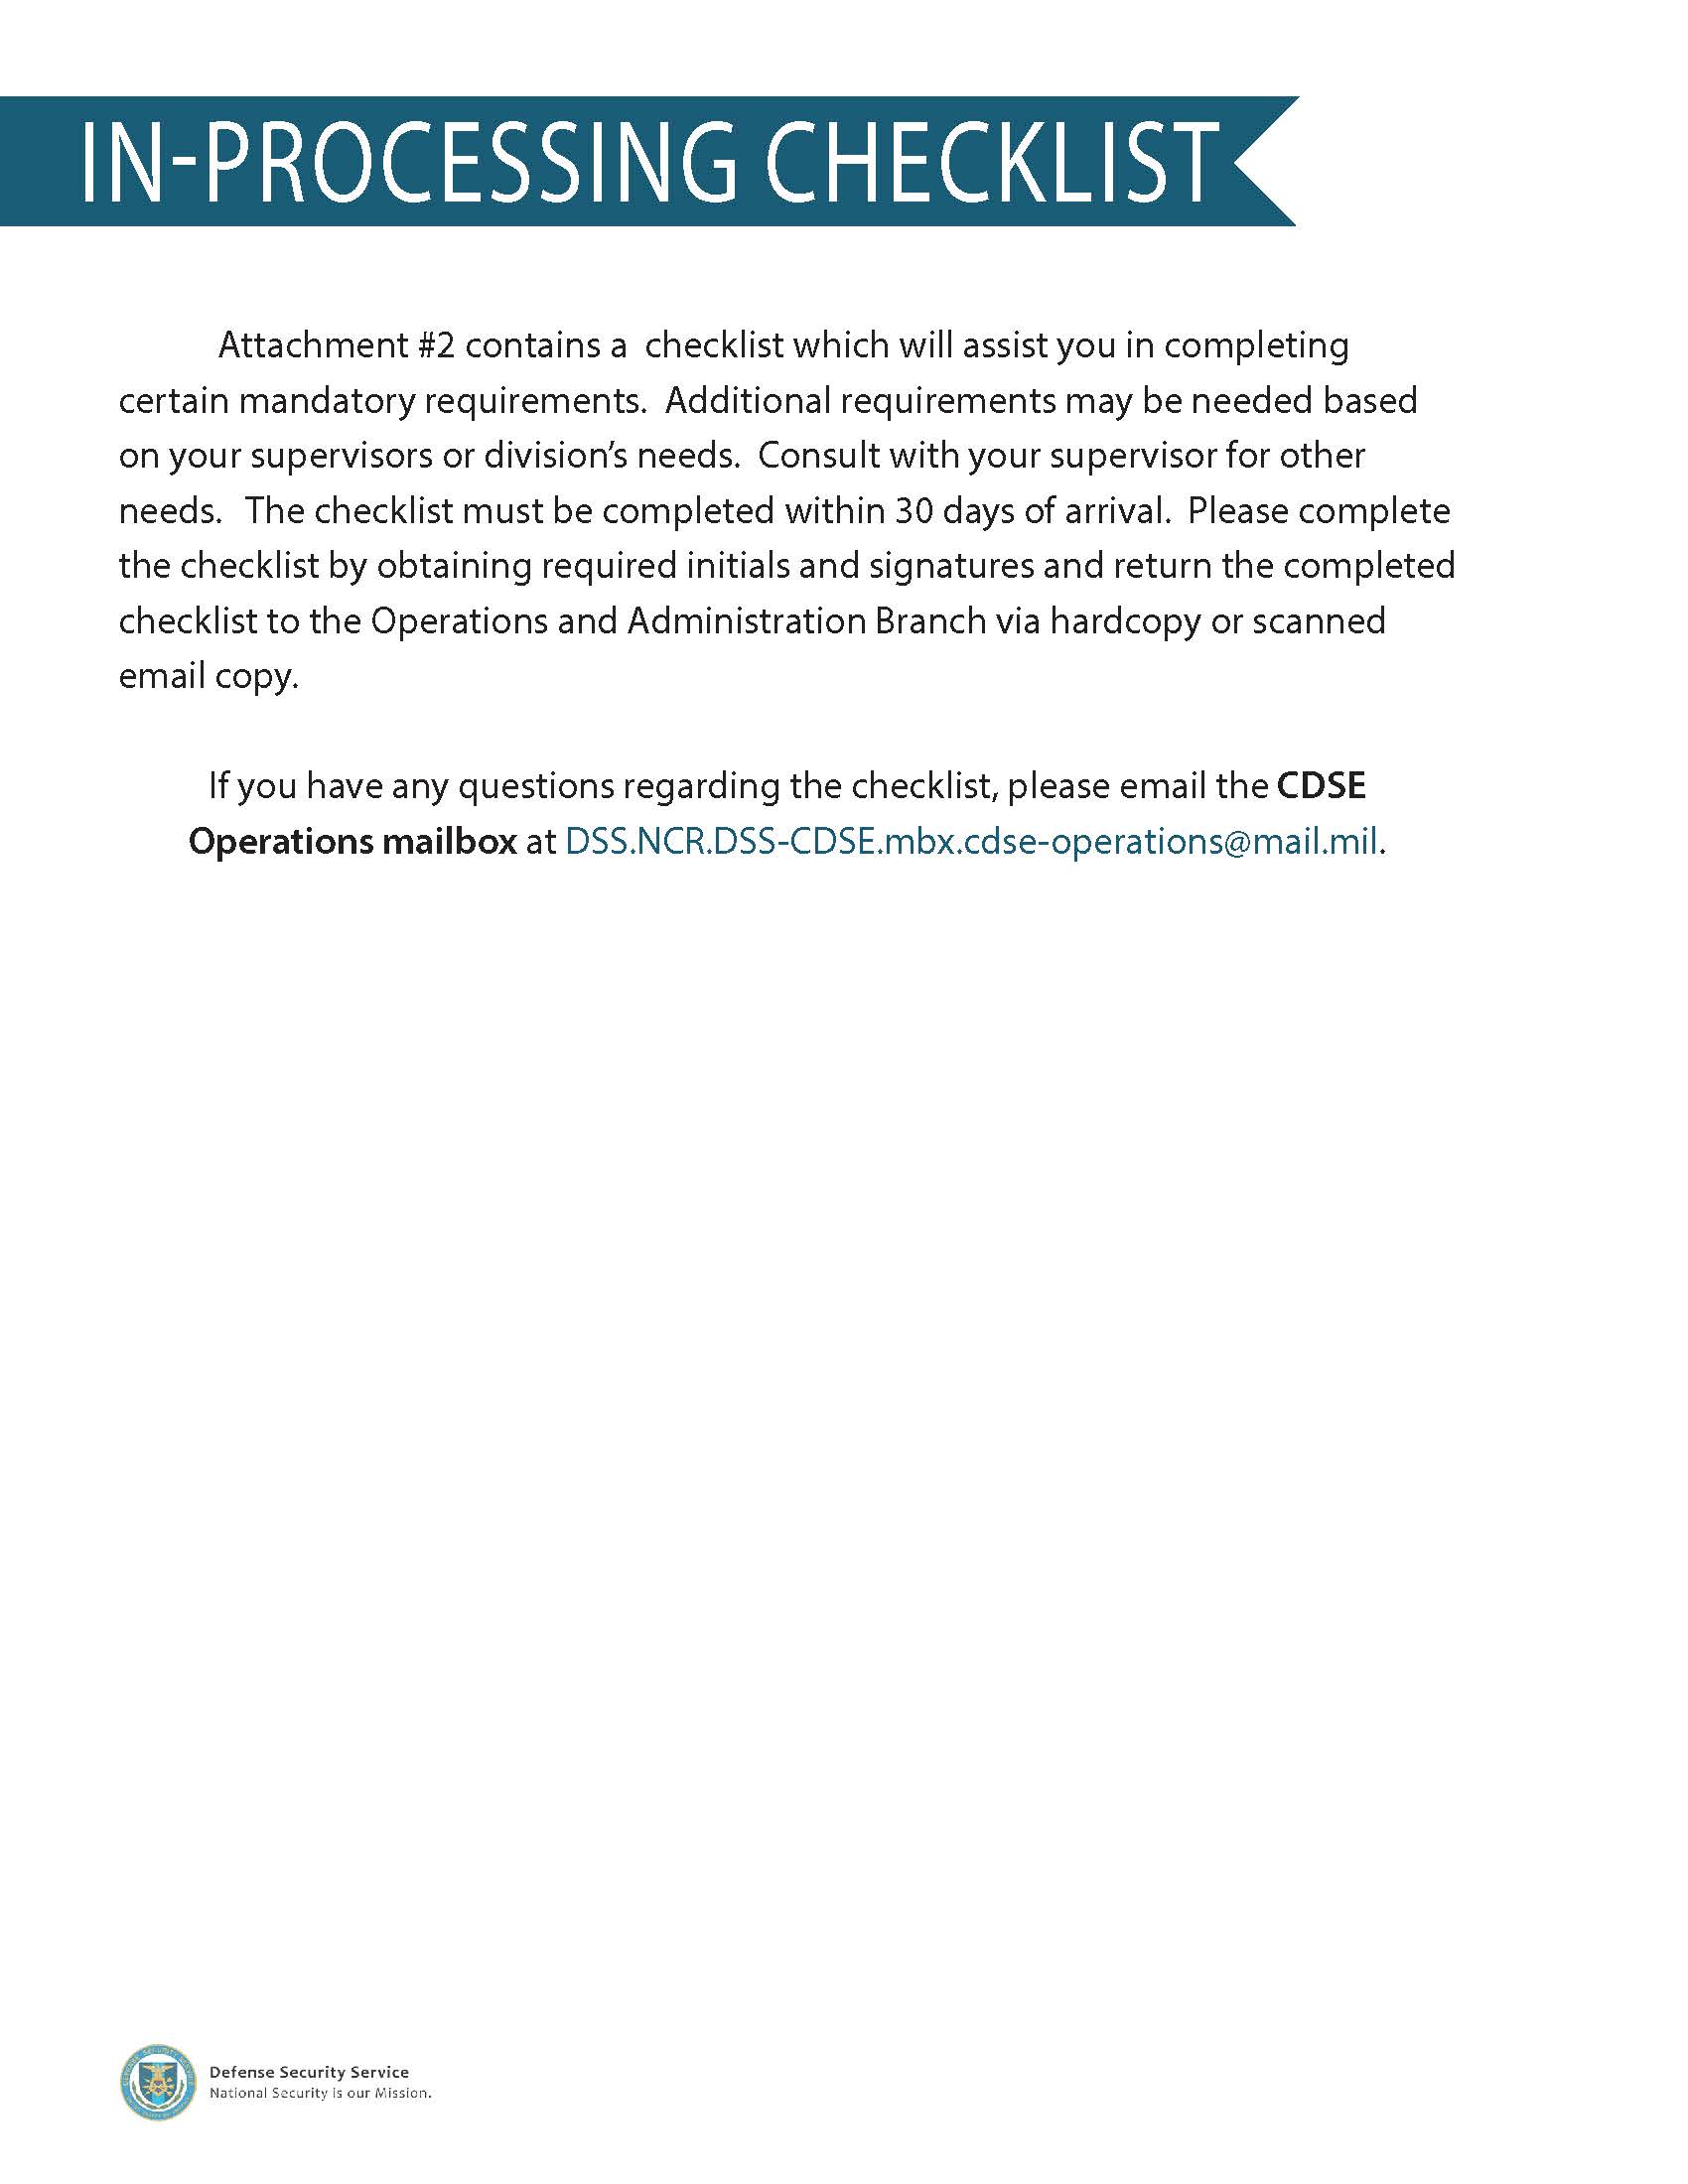 IN-PROCESSING CHECKLIST
Attachment #2 contains a  checklist which will assist you in completing
certain mandatory requirements.  Additional requirements may be needed based
on your supervisors or division’s needs.  Consult with your supervisor for other
needs.   The checklist must be completed within 30 days of arrival.  Please complete
the checklist by obtaining required initials and signatures and return the completed
checklist to the Operations and Administration Branch via hardcopy or scanned
email copy.
If you have any questions regarding the checklist, please email the CDSE
Operations mailbox at DSS.NCR.DSS-CDSE.mbx.cdse-operations@mail.mil.
Defense Security Service
National Security is our Mission.